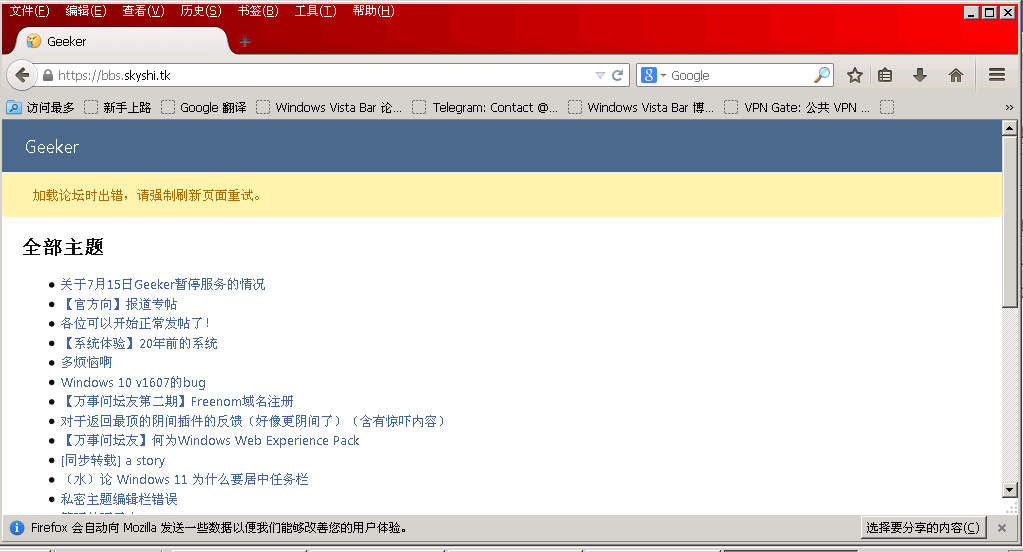 文件(F) 编辑(E) 查看(V) 历史(S) 书签(B) 工具(T) 帮助(H)
Geeker
https://bbs.skyshi.tk
Google
访问最多 新手上路 Google 翻译 Windows Vista Bar 论... Telegram: Contact @... Windows Vista Bar 博... VPN Gate: 公共 VPN ...
Geeker
加载论坛时出错，请强制刷新页面重试。
全部主题
关于7月15日Geeker暂停服务的情况
【官方向】报道专帖
各位可以开始正常发帖了！
【系统体验】20年前的系统
多烦恼啊
Windows 10 v1607的bug
【万事问坛友第二期】Freenom域名注册
对于返回最顶的阴间插件的反馈（好像更阴间了）（含有惊吓内容）
【万事问坛友】何为Windows Web Experience Pack
[同步转载] a story
（水）论 Windows 11 为什么要居中任务栏
私密主题编辑栏错误
Firefox 会自动向 Mozilla 发送一些数据以便我们能够改善您的用户体验。
选择要分享的内容(C)